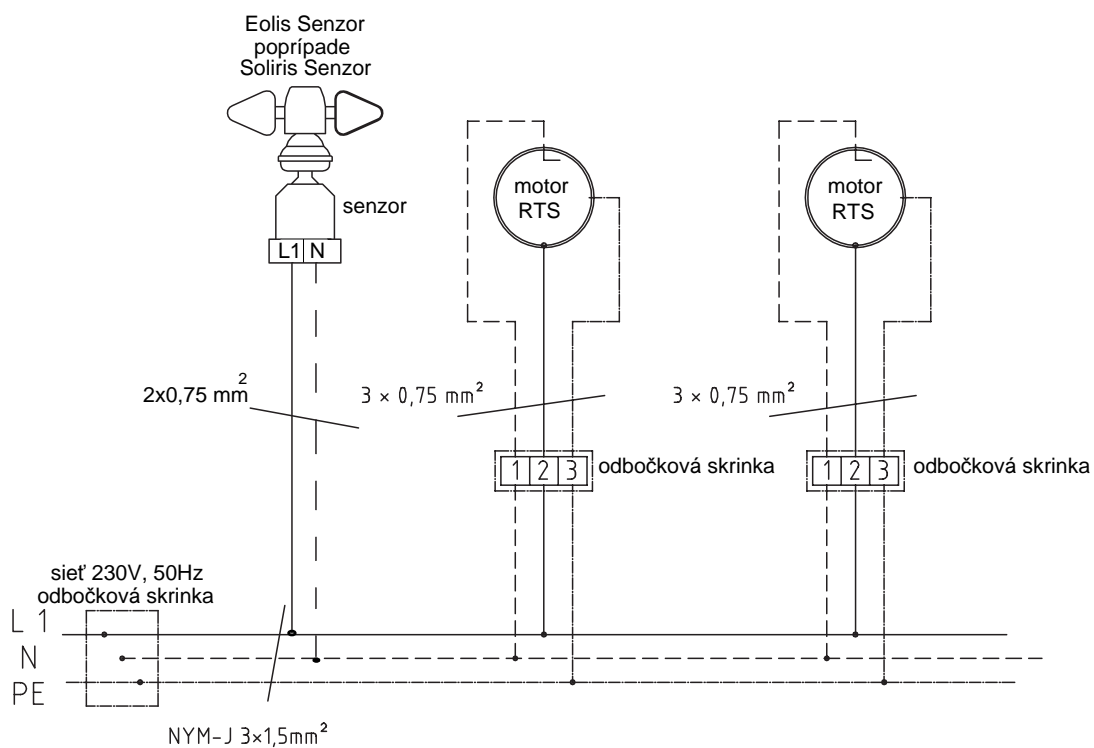 Eolis Senzor
poprípade
Soliris Senzor
senzor
L1 N
motor
RTS
motor
RTS
2x0,75 mm²
3 × 0,75 mm²
3 × 0,75 mm²
1 2 3
odbočková skrinka
1 2 3
odbočková skrinka
sieť 230V, 50Hz
odbočková skrinka
L 1
N
PE
NYM-J 3×1,5mm²